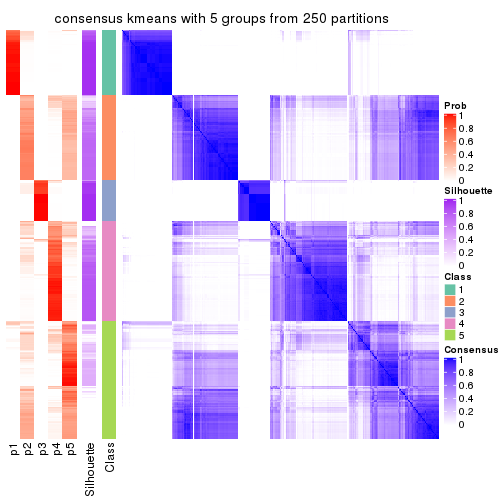 consensus kmeans with 5 groups from 250 partitions
Prob
1
0.8
0.6
0.4
0.2
0
Silhouette
1
0.8
0.6
0.4
0.2
0
Class
1
2
3
4
5
Consensus
1
0.8
0.6
0.4
0.2
0
p1
p2
p3
p4
p5
Silhouette
Class